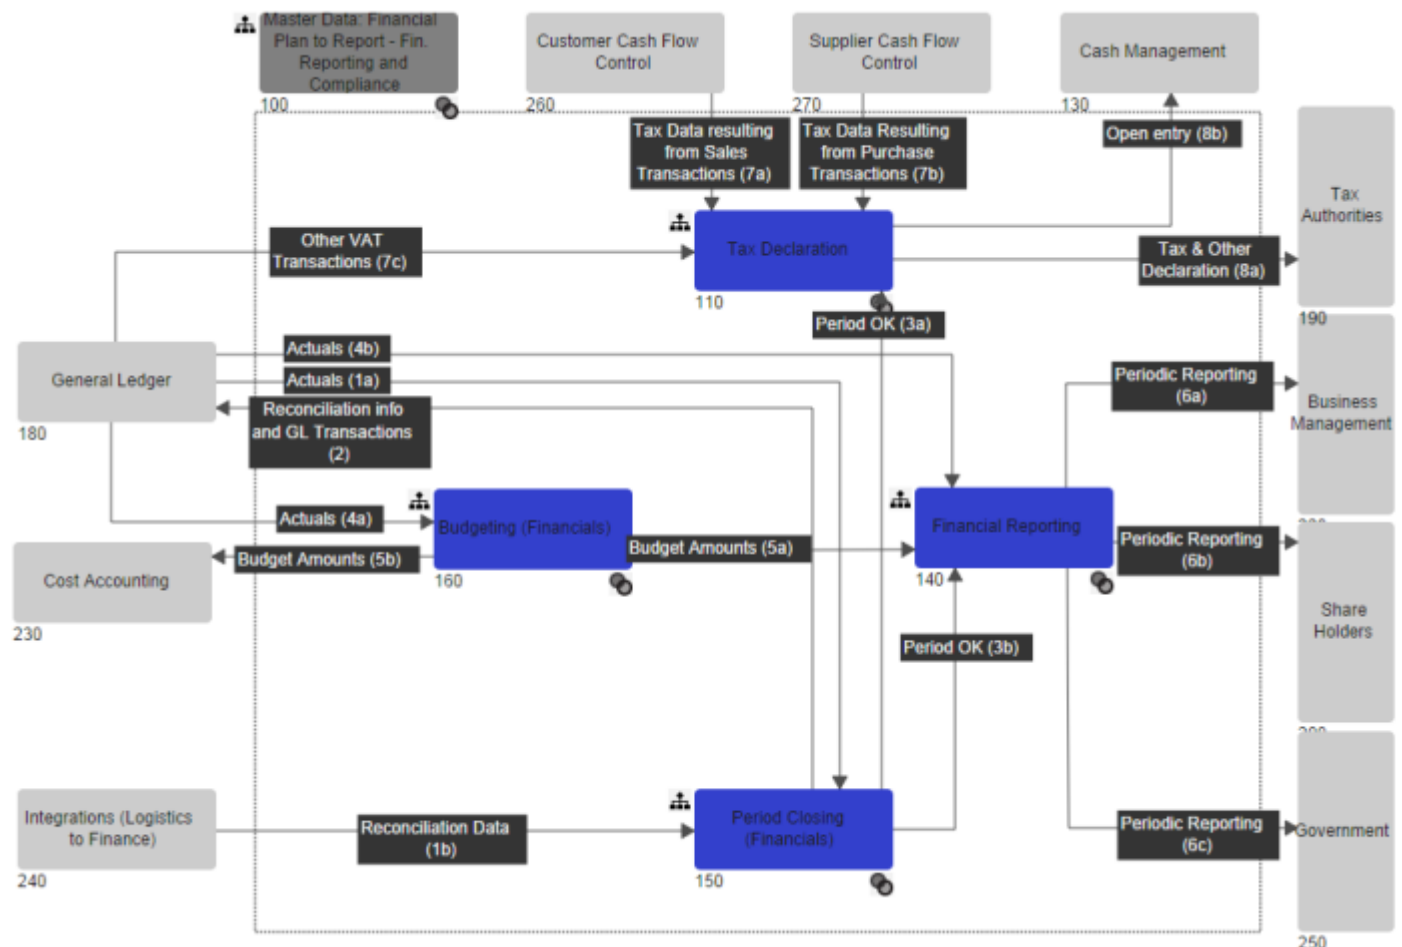 Master Data: Financial
Plan to Report - Fin.
Reporting and
Compliance
100
Customer Cash Flow
Control
260
Supplier Cash Flow
Control
270
Cash Management
130
Tax Data resulting
from Sales
Transactions (7a)
Tax Data Resulting
from Purchase
Transactions (7b)
Open entry (8b)
Tax
Authorities
190
Other VAT
Transactions (7c)
Tax Declaration
110
Tax & Other
Declaration (8a)
Period OK (3a)
General Ledger
180
Actuals (4b)
Actuals (1a)
Reconciliation info
and GL Transactions
(2)
Periodic Reporting
(6a)
Business
Management
Actuals (4a)
Budgeting (Financials)
160
Budget Amounts (5a)
Financial Reporting
140
Periodic Reporting
(6b)
Cost Accounting
230
Budget Amounts (5b)
Share
Holders
Period OK (3b)
Integrations (Logistics
to Finance)
240
Reconciliation Data
(1b)
Period Closing
(Financials)
150
Periodic Reporting
(6c)
Government
250